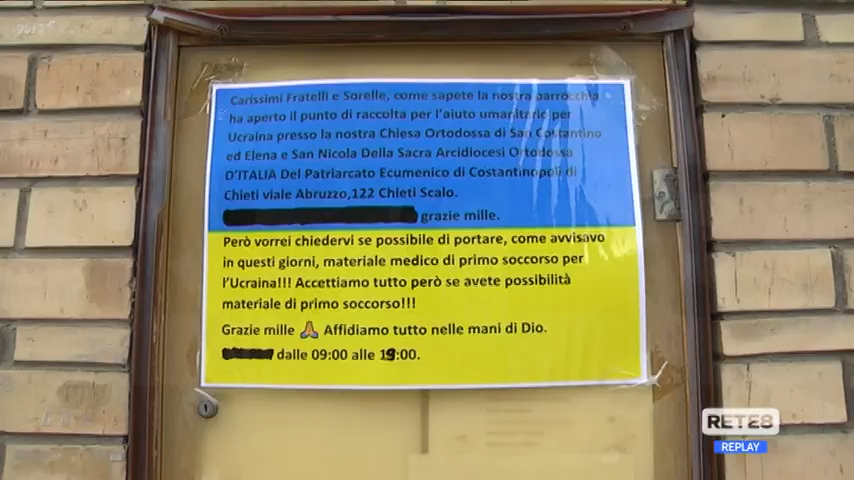 Carissimi Fratelli e Sorelle, come sapete la nostra parrocchia
ha aperto il punto di raccolta per l'aiuto umanitario per
Ucraina presso la nostra Chiesa Ortodossa di San Costantino
ed Elena e San Nicola Della Sacra Arcidiocesi Ortodossa
D'ITALIA Del Patriarcato Ecumenico di Costantinopoli di
Chieti viale Abruzzo,122 Chieti Scalo.
grazie mille.
Però vorrei chiedervi se possibile di portare, come avvisavo
in questi giorni, materiale medico di primo soccorso per
l'Ucraina!!! Accettiamo tutto però se avete possibilità
materiale di primo soccorso!!!
Grazie mille 🙏 Affidiamo tutto nelle mani di Dio.
dalle 09:00 alle 19:00.
RETE8
REPLAY